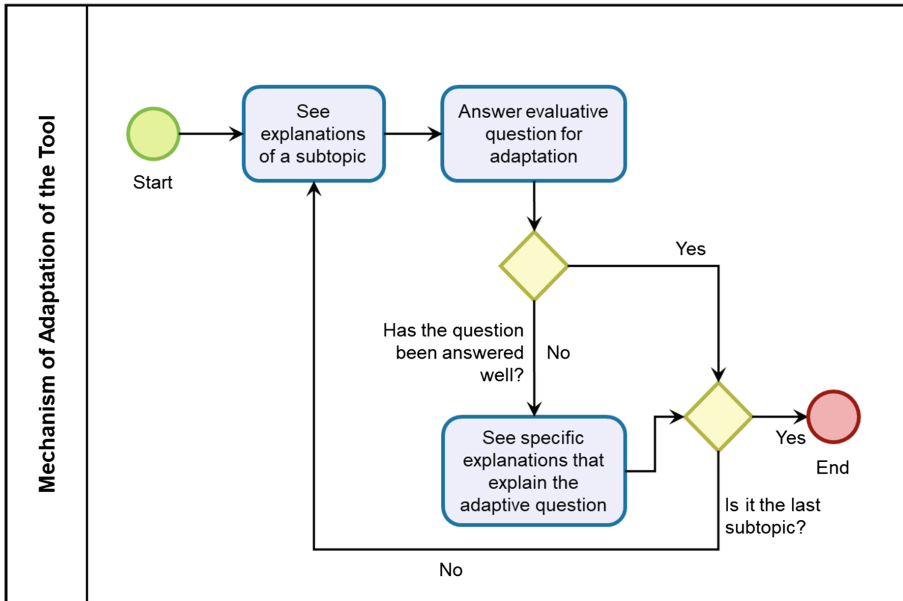 Mechanism of Adaptation of the Tool
Start
See
explanations
of a subtopic
Answer evaluative
question for
adaptation
Yes
Has the question
been answered
well?
No
See specific
explanations that
explain the
adaptive question
Yes
End
Is it the last
subtopic?
No